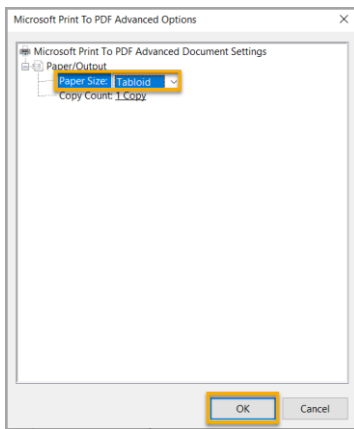 Microsoft Print To PDF Advanced Options
Microsoft Print To PDF Advanced Document Settings
Paper/Output
Paper Size: Tabloid
Copy Count: 1 Copy
OK Cancel